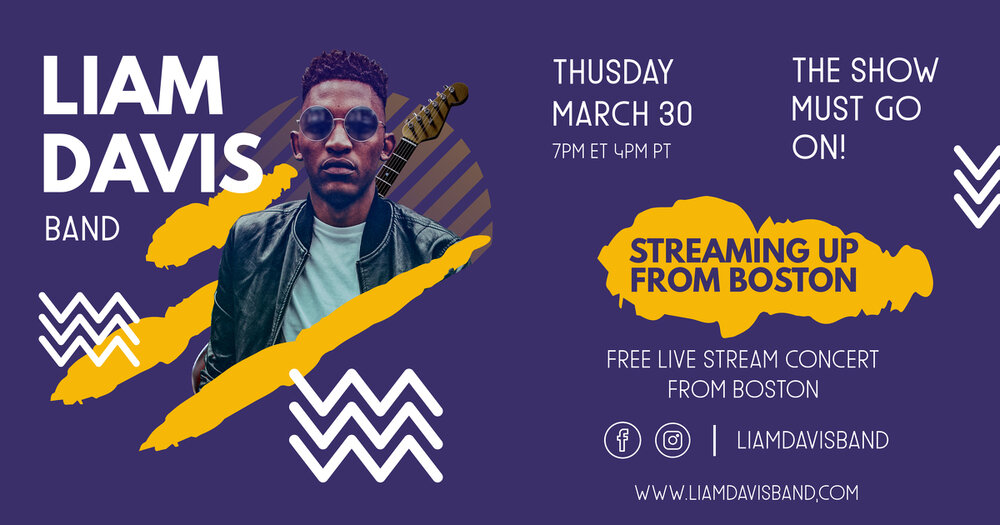 LIAM
DAVIS
BAND
THUSDAY
MARCH 30
7PM ET 4PM PT
THE SHOW
MUST GO
ON!
STREAMING UP
FROM BOSTON
FREE LIVE STREAM CONCERT
FROM BOSTON
LIAMDAVISBAND
WWW.LIAMDAVISBAND,COM